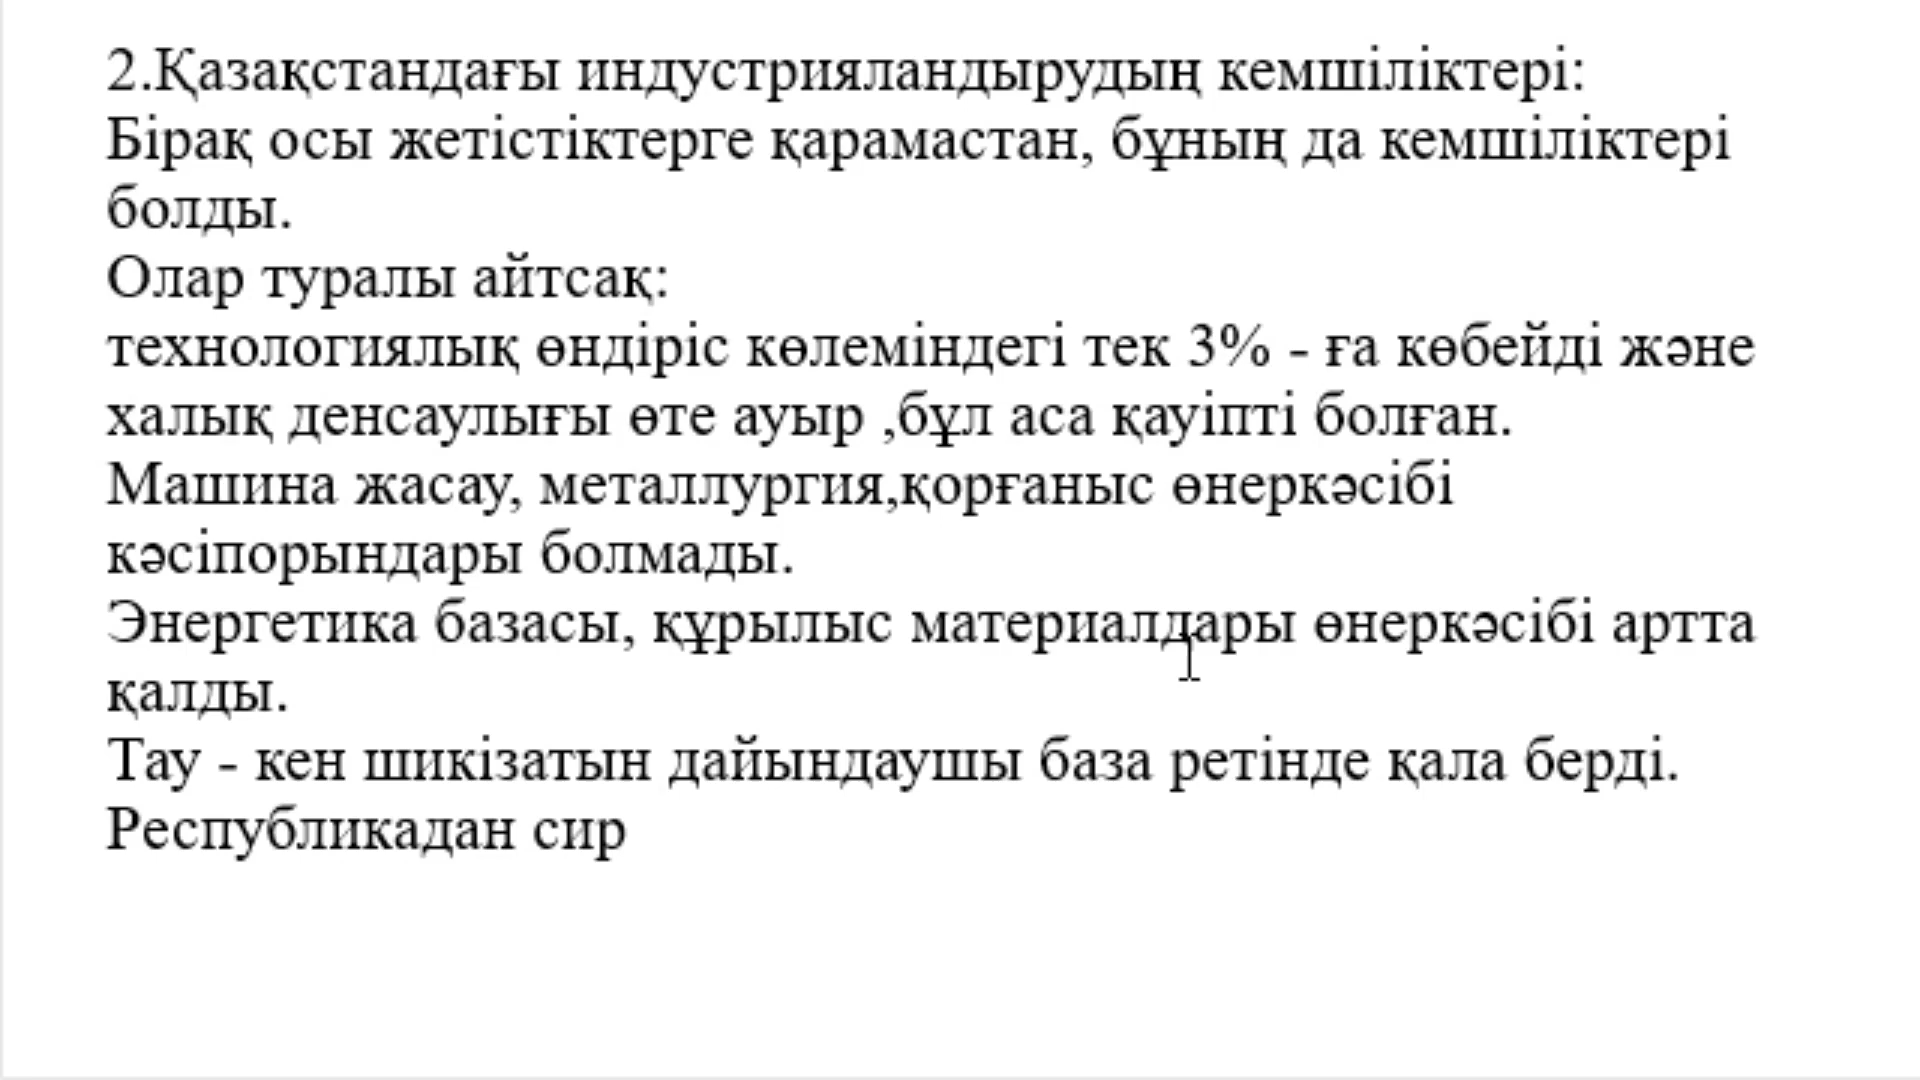 2.Қазақстандағы индустрияландырудың кемшіліктері:
Бірақ осы жетістіктерге қарамастан, бұның да кемшіліктері
болды.
Олар туралы айтсақ:
технологиялық өндіріс көлеміндегі тек 3% - ға көбейді және
халық денсаулығы өте ауыр ,бұл аса қауіпті болған.
Машина жасау, металлургия,қорғаныс өнеркәсібі
кәсіпорындары болмады.
Энергетика базасы, құрылыс материалдары өнеркәсібі артта
қалды.
Тау - кен шикізатын дайындаушы база ретінде қала берді.
Республикадан сир